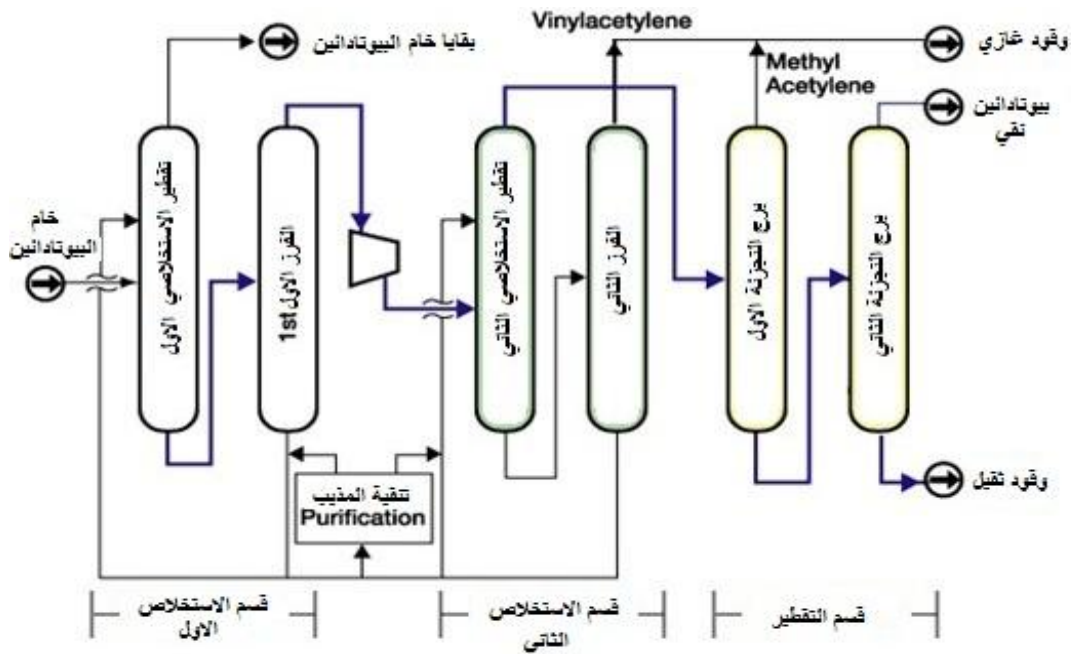 Vinylacetylene
بقايا خام البيوتادائين
وقود غازي
Methyl
Acetylene
بيوتادائين
نقي
خام
البيوتادائين
تقطير الاستخلاصي الاول
1st الفرز الاول
تقطير الاستخلاصي الثاني
الفرز الثاني
برج التجزئة الاول
برج التجزئة الثاني
تنقية المذيب
Purification
وقود ثقيل
قسم الاستخلاص
الاول
قسم الاستخلاص
الثاني
قسم التقطير